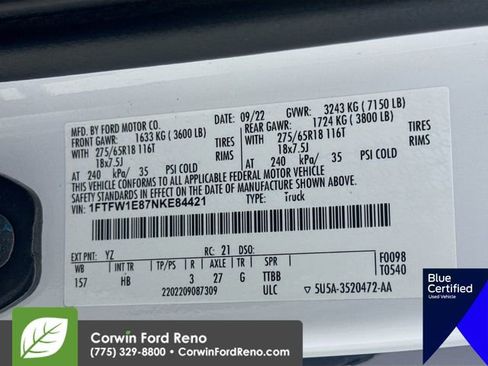 MFD. BY FORD MOTOR CO.
DATE: 09/22 GVWR: 3243 KG ( 7150 LB)
FRONT GAWR: 1633 KG ( 3600 LB)
REAR GAWR: 1724 KG ( 3800 LB)
WITH 275/65R18 116T TIRES
WITH 275/65R18 116T TIRES
18x7.5J RIMS
18x7.5J RIMS
AT 240 kPa/ 35 PSI COLD
AT 240 kPa/ 35 PSI COLD
THIS VEHICLE CONFORMS TO ALL APPLICABLE FEDERAL MOTOR VEHICLE
SAFETY STANDARDS IN EFFECT ON THE DATE OF MANUFACTURE SHOWN ABOVE.
VIN: 1FTFW1E87NKE84421
TYPE: Truck
EXT PNT: YZ RC: 21 DSO: F0098
WB INT TR TP/PS R AXLE TR SPR T0540
157 HB 3 27 G TTBB
2202209087309 ULC 5U5A-3520472-AA
Blue
Certified
Used Vehicle
Corwin Ford Reno
(775) 329-8800 • CorwinFordReno.com